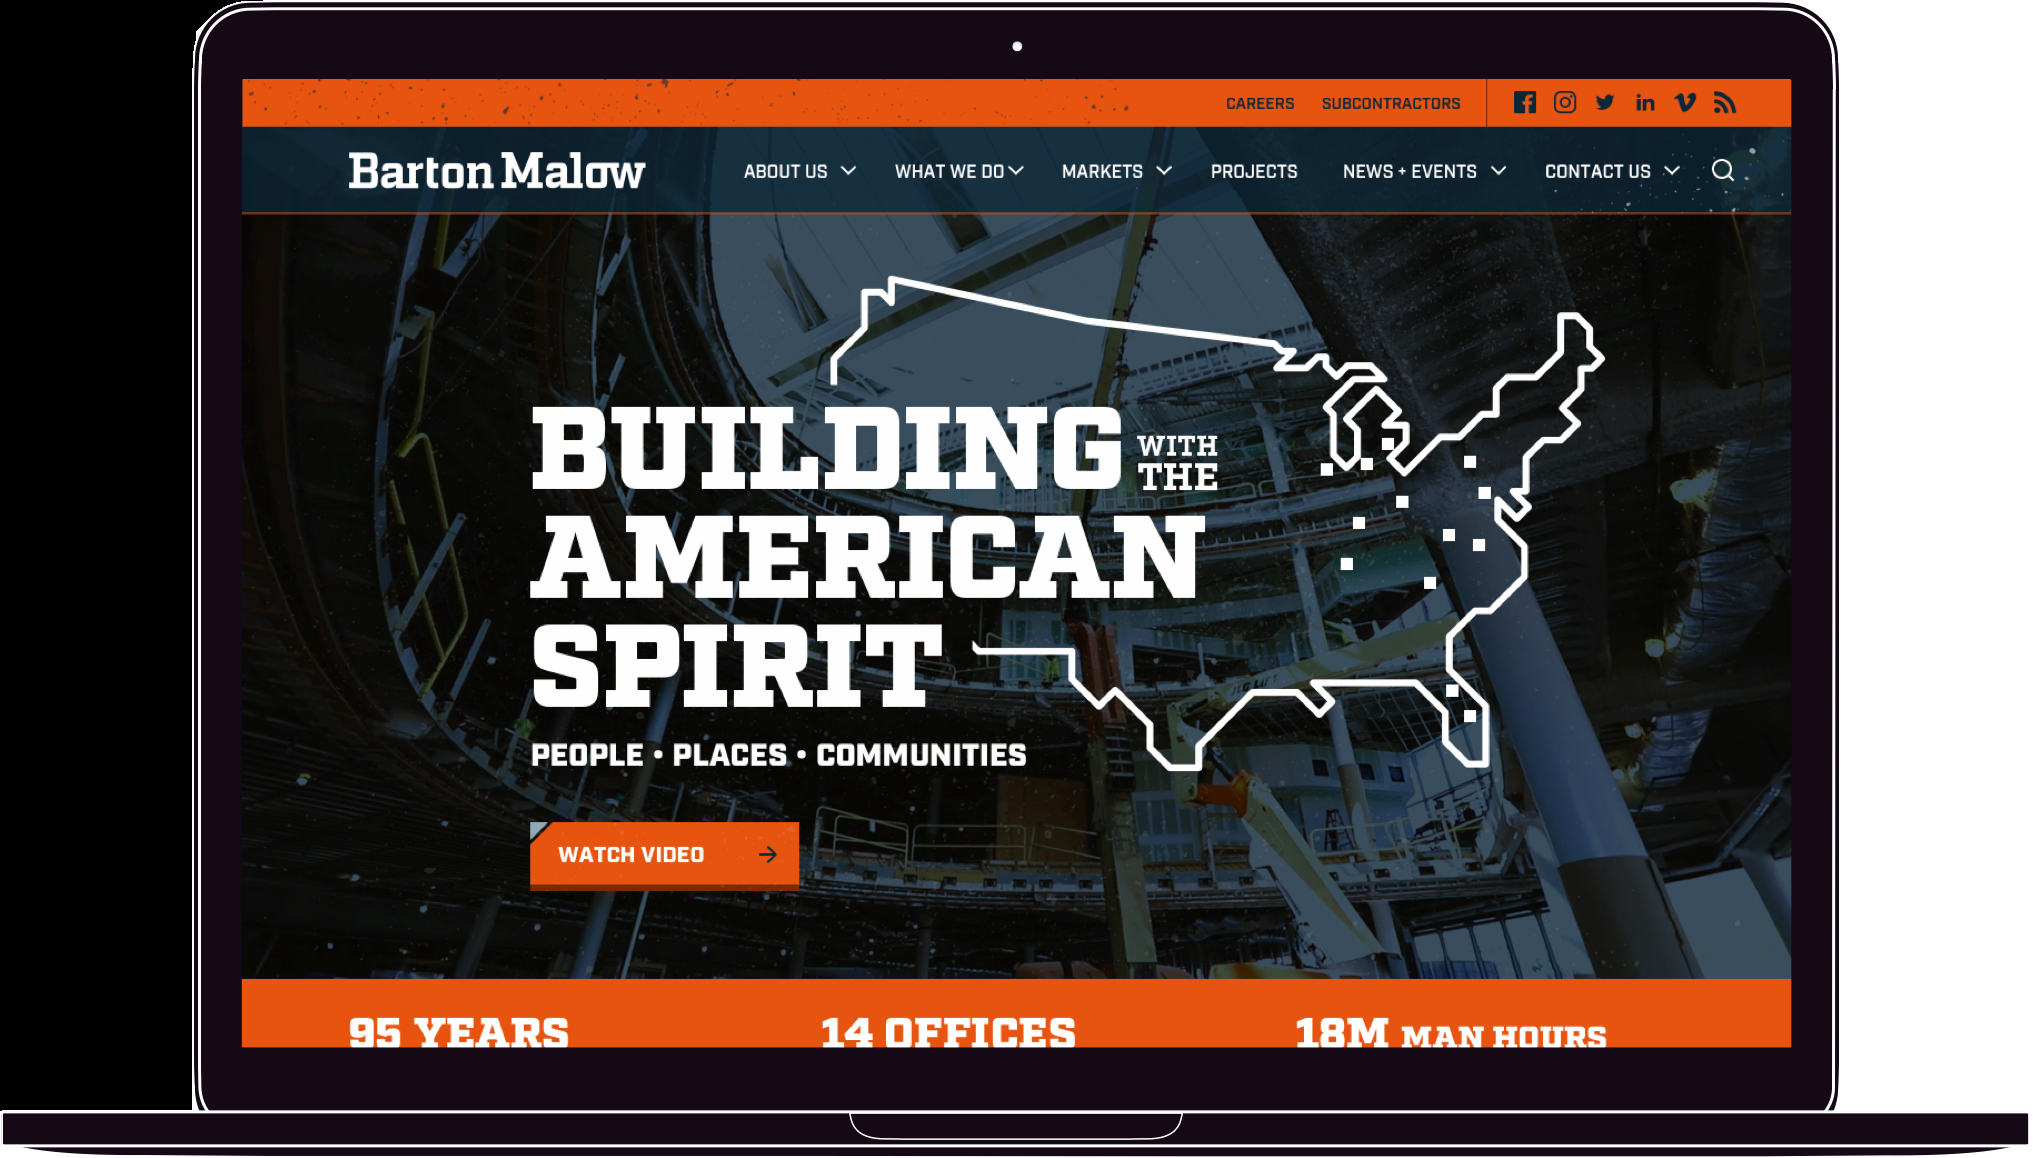 CAREERS SUBCONTRACTORS
Barton Malow ABOUT US WHAT WE DO MARKETS PROJECTS NEWS + EVENTS CONTACT US
BUILDING WITH THE
AMERICAN
SPIRIT
PEOPLE • PLACES • COMMUNITIES
WATCH VIDEO
95 YEARS 14 OFFICES 18M MAN HOURS